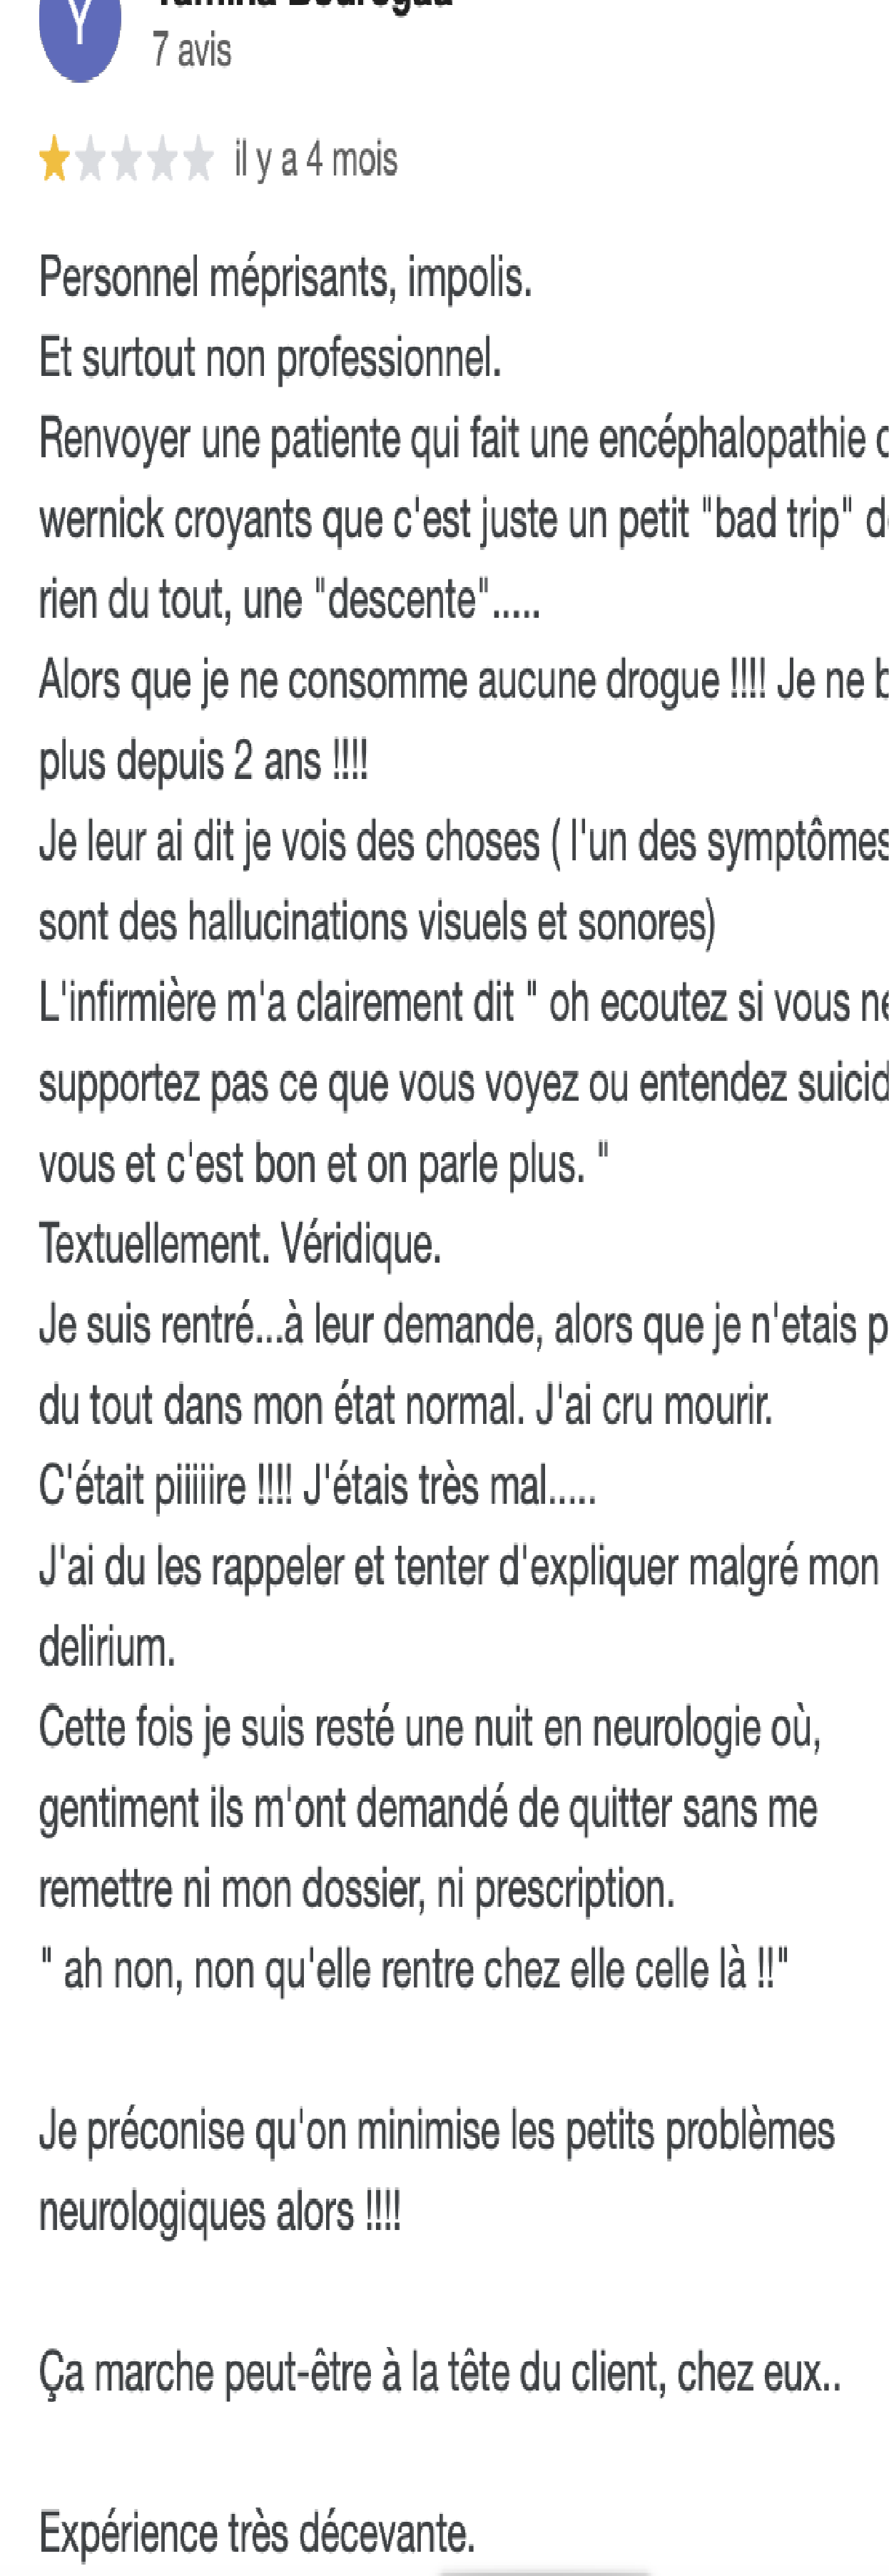 Y
7 avis
il y a 4 mois
Personnel méprisants, impolis.
Et surtout non professionnel.
Renvoyer une patiente qui fait une encéphalopathie
wernick croyants que c'est juste un petit "bad trip"
rien du tout, une "descente".....
Alors que je ne consomme aucune drogue !!!! Je ne
plus depuis 2 ans !!!!
Je leur ai dit je vois des choses ( l'un des symptômes
sont des hallucinations visuels et sonores)
L'infirmière m'a clairement dit " oh ecoutez si vous ne
supportez pas ce que vous voyez ou entendez suicid
vous et c'est bon et on parle plus. "
Textuellement. Véridique.
Je suis rentré...à leur demande, alors que je n'etais p
du tout dans mon état normal. J'ai cru mourir.
C'était piiiiire !!!! J'étais très mal.....
J'ai du les rappeler et tenter d'expliquer malgré mon
delirium.
Cette fois je suis resté une nuit en neurologie où,
gentiment ils m'ont demandé de quitter sans me
remettre ni mon dossier, ni prescription.
" ah non, non qu'elle rentre chez elle celle là !!"
Je préconise qu'on minimise les petits problèmes
neurologiques alors !!!!
Ça marche peut-être à la tête du client, chez eux..
Expérience très décevante.